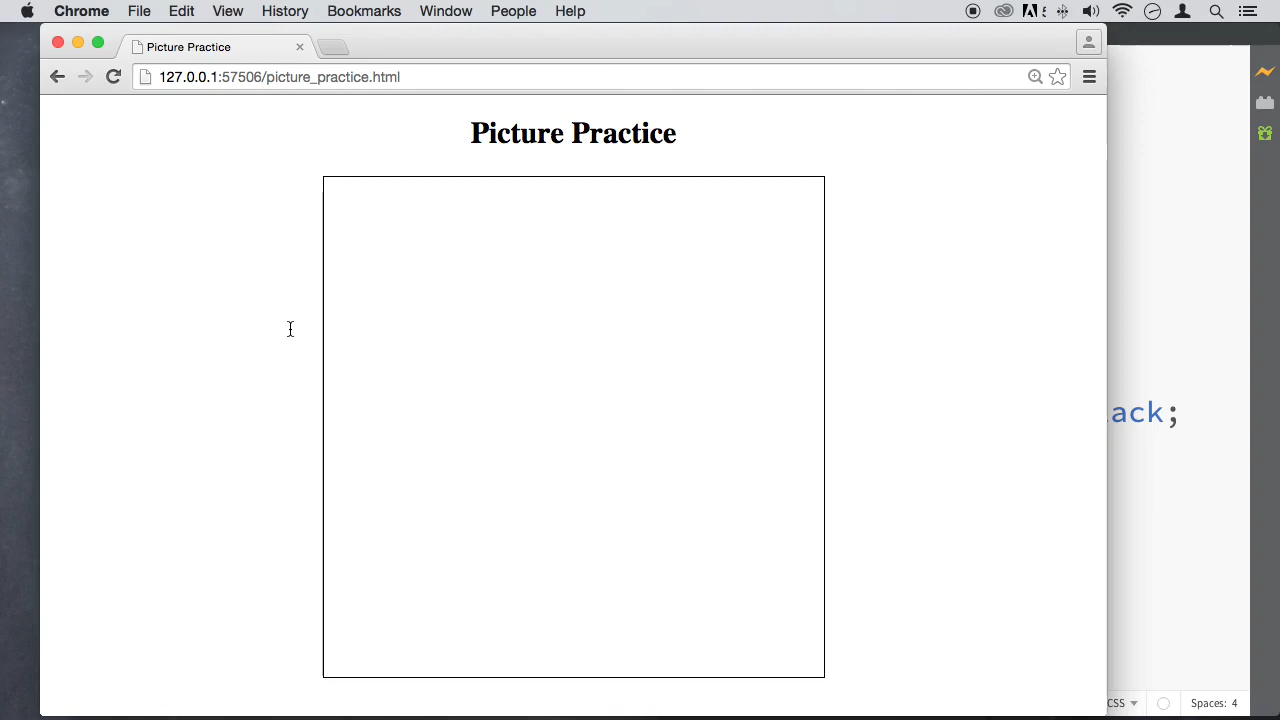 Chrome File Edit View History Bookmarks Window People Help
Picture Practice
127.0.0.1:57506/picture_practice.html
Picture Practice
ack;
CSS Spaces: 4